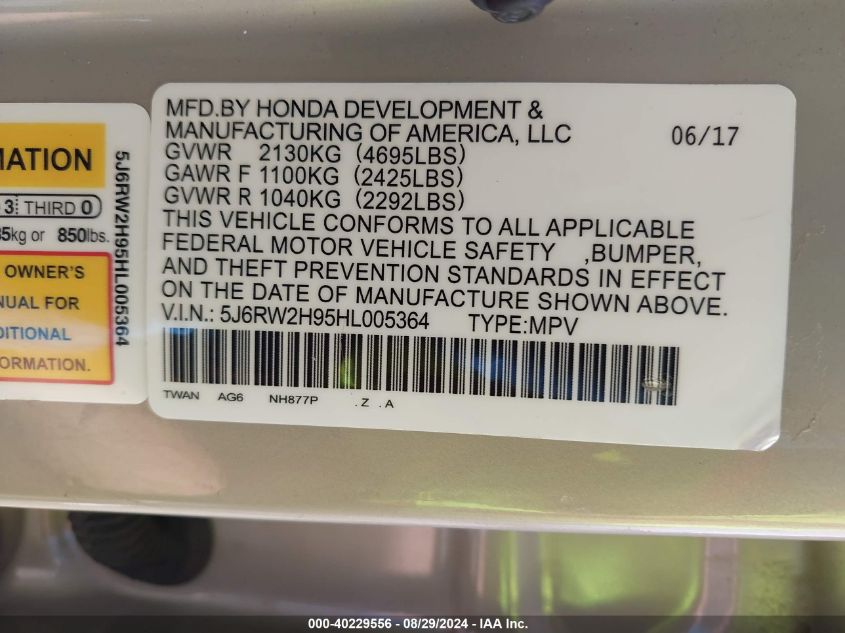 MFD.BY HONDA DEVELOPMENT &
MANUFACTURING OF AMERICA, LLC 06/17
GVWR 2130KG (4695LBS)
GAWR F 1100KG (2425LBS)
GVWR R 1040KG (2292LBS)
THIS VEHICLE CONFORMS TO ALL APPLICABLE
FEDERAL MOTOR VEHICLE SAFETY ,BUMPER,
AND THEFT PREVENTION STANDARDS IN EFFECT
ON THE DATE OF MANUFACTURE SHOWN ABOVE.
V.I.N.: 5J6RW2H95HL005364 TYPE:MPV
TWAN AG6 NH877P .Z .A
MATION
3 THIRD 0
85kg or 850lbs.
OWNER'S
NUAL FOR
DITIONAL
ORMATION.
5J6RW2H95HL005364
000-40229556 - 08/29/2024 - IAA Inc.